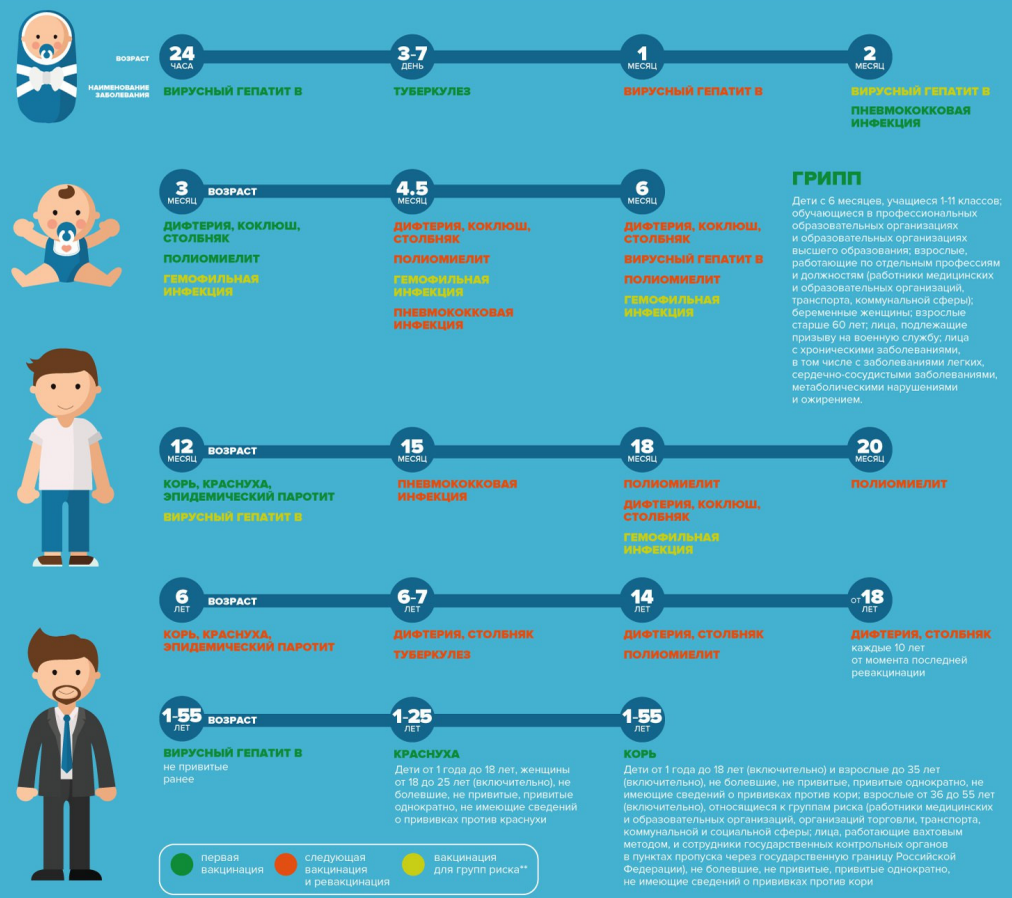 ВОЗРАСТ
24
ЧАСА
3-7
ДЕНЬ
1
МЕСЯЦ
2
МЕСЯЦ
НАИМЕНОВАНИЕ
ЗАБОЛЕВАНИЯ
ВИРУСНЫЙ ГЕПАТИТ В
ТУБЕРКУЛЕЗ
ВИРУСНЫЙ ГЕПАТИТ В
ВИРУСНЫЙ ГЕПАТИТ В
ПНЕВМОКОККОВАЯ
ИНФЕКЦИЯ
3
МЕСЯЦ
ВОЗРАСТ
4.5
МЕСЯЦ
6
МЕСЯЦ
ДИФТЕРИЯ, КОКЛЮШ,
СТОЛБНЯК
ПОЛИОМИЕЛИТ
ГЕМОФИЛЬНАЯ
ИНФЕКЦИЯ
ДИФТЕРИЯ, КОКЛЮШ,
СТОЛБНЯК
ПОЛИОМИЕЛИТ
ГЕМОФИЛЬНАЯ
ИНФЕКЦИЯ
ПНЕВМОКОККОВАЯ
ИНФЕКЦИЯ
ДИФТЕРИЯ, КОКЛЮШ,
СТОЛБНЯК
ВИРУСНЫЙ ГЕПАТИТ В
ПОЛИОМИЕЛИТ
ГЕМОФИЛЬНАЯ
ИНФЕКЦИЯ
ГРИПП
Дети с 6 месяцев, учащиеся 1-11 классов;
обучающиеся в профессиональных
образовательных организациях
и образовательных организациях
высшего образования; взрослые,
работающие по отдельным профессиям
и должностям (работники медицинских
и образовательных организаций,
транспорта, коммунальной сферы);
беременные женщины; взрослые
старше 60 лет; лица, подлежащие
призыву на военную службу; лица
с хроническими заболеваниями,
в том числе с заболеваниями легких,
сердечно-сосудистыми заболеваниями,
метаболическими нарушениями
и ожирением.
12
МЕСЯЦ
ВОЗРАСТ
15
МЕСЯЦ
18
МЕСЯЦ
20
МЕСЯЦ
КОРЬ, КРАСНУХА,
ЭПИДЕМИЧЕСКИЙ ПАРОТИТ
ВИРУСНЫЙ ГЕПАТИТ В
ПНЕВМОКОККОВАЯ
ИНФЕКЦИЯ
ПОЛИОМИЕЛИТ
ДИФТЕРИЯ, КОКЛЮШ,
СТОЛБНЯК
ГЕМОФИЛЬНАЯ
ИНФЕКЦИЯ
ПОЛИОМИЕЛИТ
6
ЛЕТ
ВОЗРАСТ
6-7
ЛЕТ
14
ЛЕТ
от 18
ЛЕТ
КОРЬ, КРАСНУХА,
ЭПИДЕМИЧЕСКИЙ ПАРОТИТ
ДИФТЕРИЯ, СТОЛБНЯК
ТУБЕРКУЛЕЗ
ДИФТЕРИЯ, СТОЛБНЯК
ПОЛИОМИЕЛИТ
ДИФТЕРИЯ, СТОЛБНЯК
каждые 10 лет
от момента последней
ревакцинации
1-55
ЛЕТ
ВОЗРАСТ
1-25
ЛЕТ
1-55
ЛЕТ
ВИРУСНЫЙ ГЕПАТИТ В
не привитые
ранее
КРАСНУХА
Дети от 1 года до 18 лет, женщины
от 18 до 25 лет (включительно), не
болевшие, не привитые, привитые
однократно, не имеющие сведений
о прививках против краснухи
КОРЬ
Дети от 1 года до 18 лет (включительно) и взрослые до 35 лет
(включительно), не болевшие, не привитые, привитые однократно, не
имеющие сведений о прививках против кори; взрослые от 36 до 55 лет
(включительно), относящиеся к группам риска (работники медицинских
и образовательных организаций, организаций торговли, транспорта,
коммунальной и социальной сферы; лица, работающие вахтовым
методом, и сотрудники государственных контрольных органов
в пунктах пропуска через государственную границу Российской
Федерации), не болевшие, не привитые, привитые однократно,
не имеющие сведений о прививках против кори
первая
вакцинация
следующая
вакцинация
и ревакцинация
вакцинация
для групп риска**